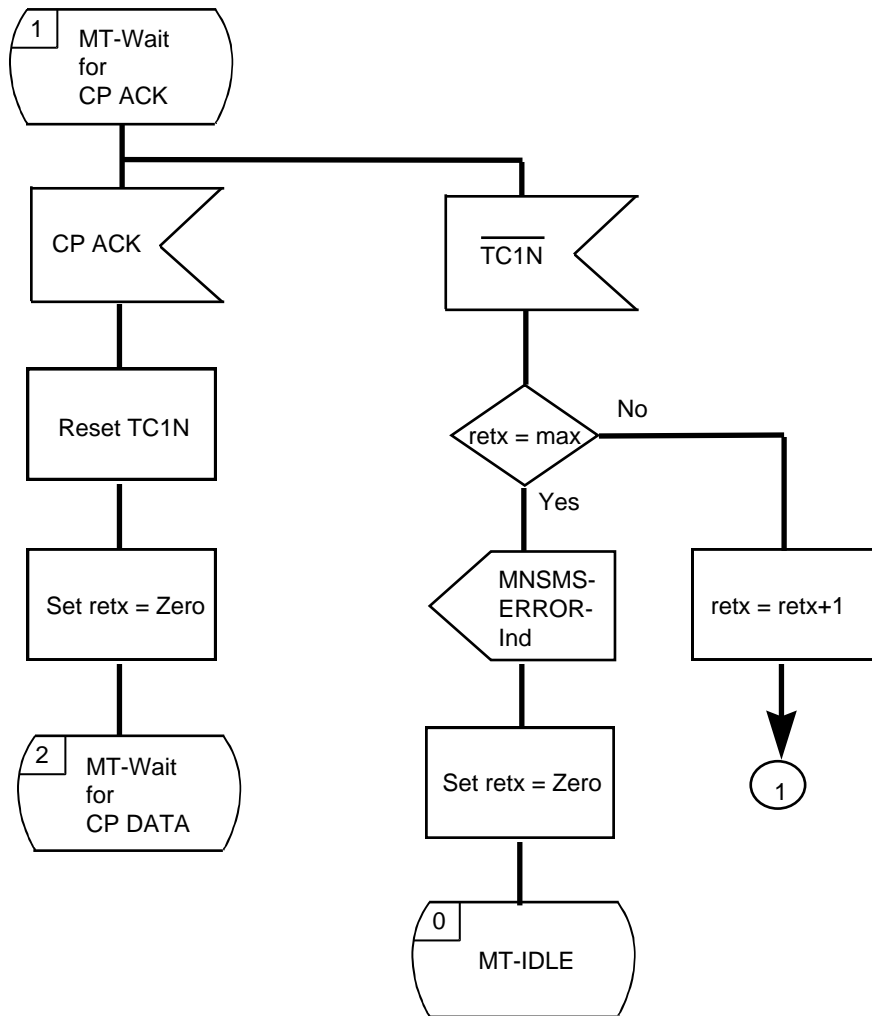 1
MT-Wait
for
CP ACK
CP ACK
TC1N
Reset TC1N
retx = max
No
Yes
Set retx = Zero
MNSMS-
ERROR-
Ind
retx = retx+1
2
MT-Wait
for
CP DATA
Set retx = Zero
1
0
MT-IDLE